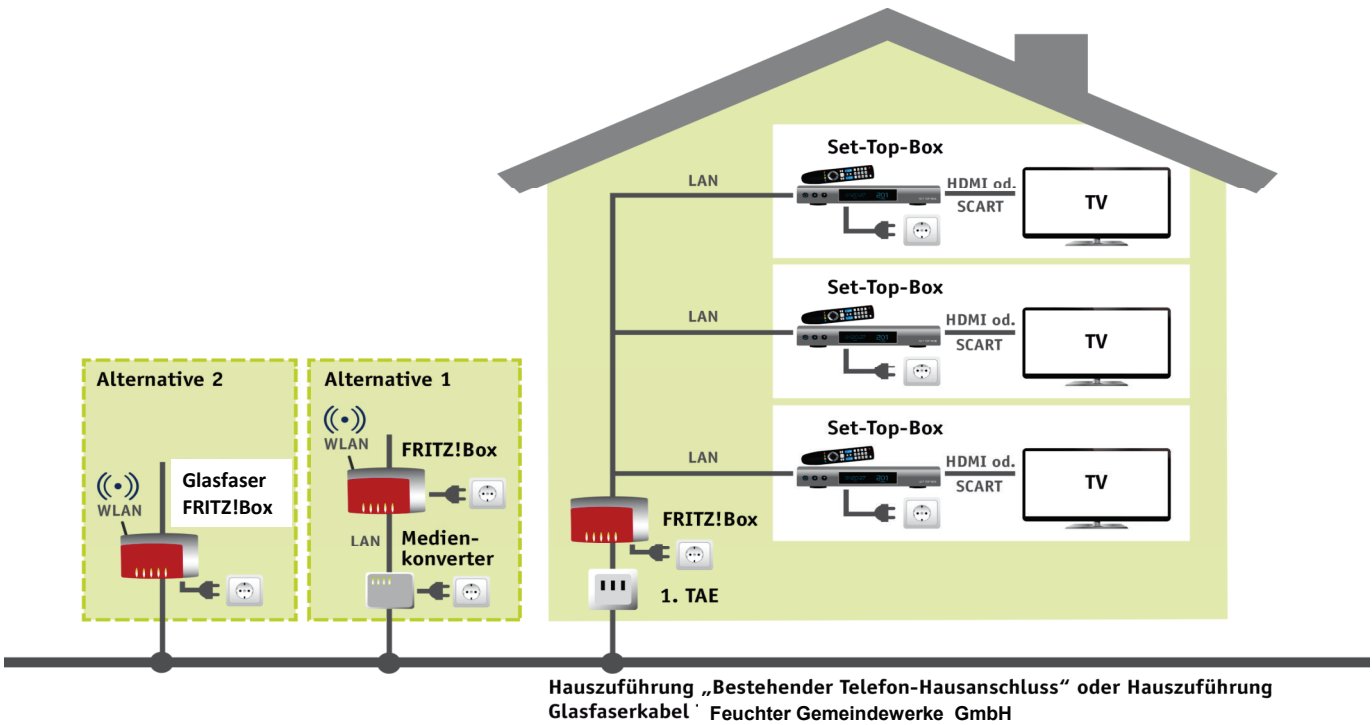 Set-Top-Box
LAN
HDMI od.
SCART
TV
Set-Top-Box
LAN
HDMI od.
SCART
TV
Set-Top-Box
LAN
HDMI od.
SCART
TV
FRITZ!Box
1. TAE
Alternative 2
WLAN
Glasfaser
FRITZ!Box
Alternative 1
WLAN
FRITZ!Box
LAN
Medien-
konverter
Hauszuführung „Bestehender Telefon-Hausanschluss“ oder Hauszuführung
Glasfaserkabel Feuchter Gemeindewerke GmbH